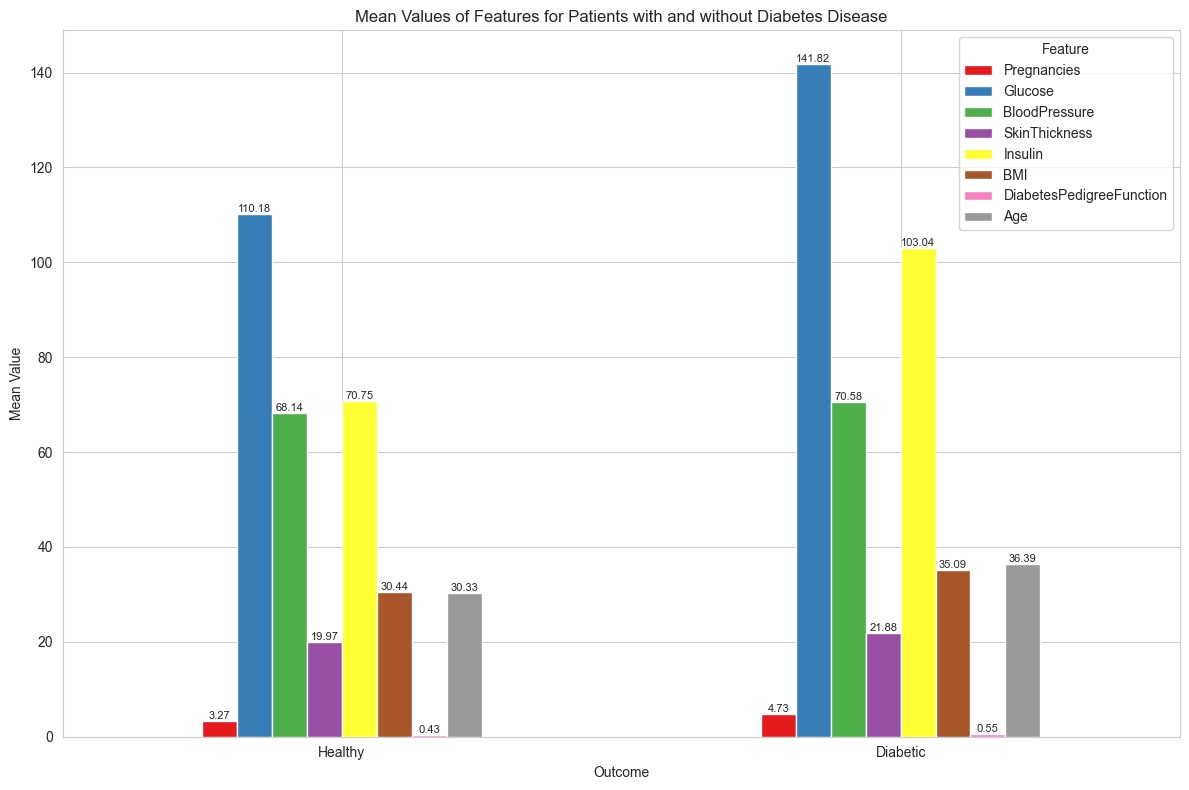 Mean Values of Features for Patients with and without Diabetes Disease
Feature
Pregnancies
Glucose
BloodPressure
SkinThickness
Insulin
BMI
DiabetesPedigreeFunction
Age
Mean Value
140
120
100
80
60
40
20
0
3.27
110.18
68.14
19.97
70.75
30.44
0.43
30.33
4.73
141.82
70.58
21.88
103.04
35.09
0.55
36.39
Healthy
Diabetic
Outcome